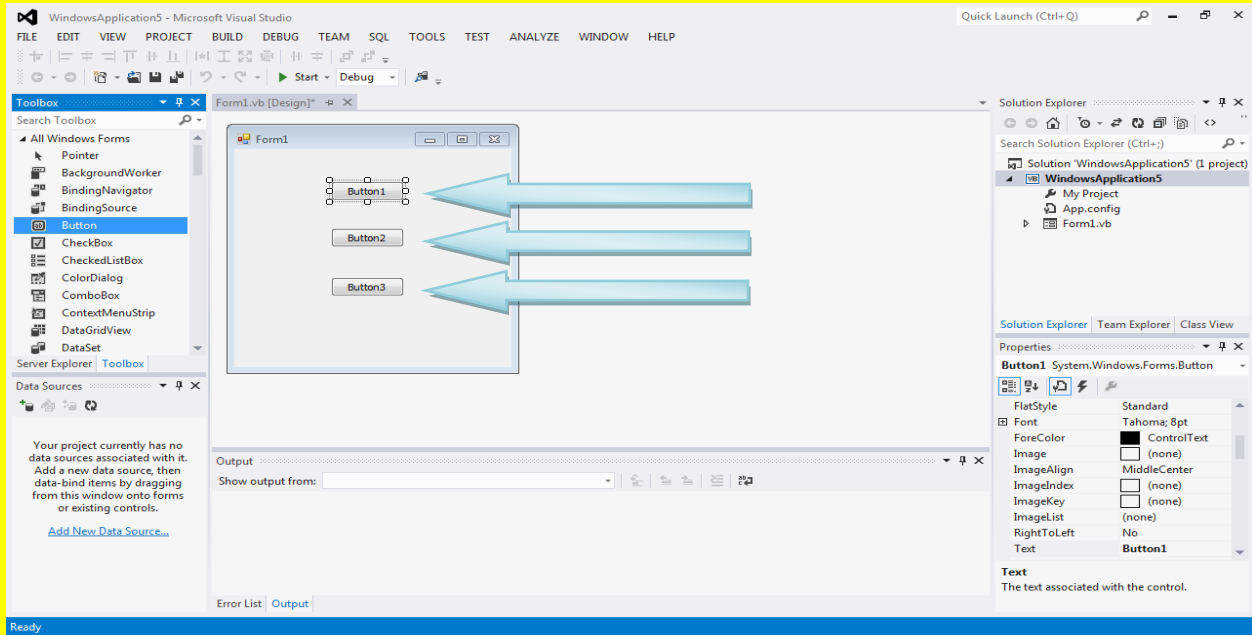 WindowsApplication5 - Microsoft Visual Studio
Quick Launch (Ctrl+Q)
FILE EDIT VIEW PROJECT BUILD DEBUG TEAM SQL TOOLS TEST ANALYZE WINDOW HELP
Start Debug
Toolbox
Search Toolbox
All Windows Forms
Pointer
BackgroundWorker
BindingNavigator
BindingSource
Button
CheckBox
CheckedListBox
ColorDialog
ComboBox
ContextMenuStrip
DataGridView
DataSet
Server Explorer Toolbox
Data Sources
Your project currently has no
data sources associated with it.
Add a new data source, then
data-bind items by dragging
from this window onto forms
or existing controls.
Add New Data Source...
Form1.vb [Design]*
Form1
Button1
Button2
Button3
Output
Show output from:
Error List Output
Solution Explorer
Search Solution Explorer (Ctrl+;)
Solution 'WindowsApplication5' (1 project)
VB WindowsApplication5
My Project
App.config
Form1.vb
Solution Explorer Team Explorer Class View
Properties
Button1 System.Windows.Forms.Button
FlatStyle Standard
Font Tahoma; 8pt
ForeColor ControlText
Image (none)
ImageAlign MiddleCenter
ImageIndex (none)
ImageKey (none)
ImageList (none)
RightToLeft No
Text Button1
Text
The text associated with the control.
Ready